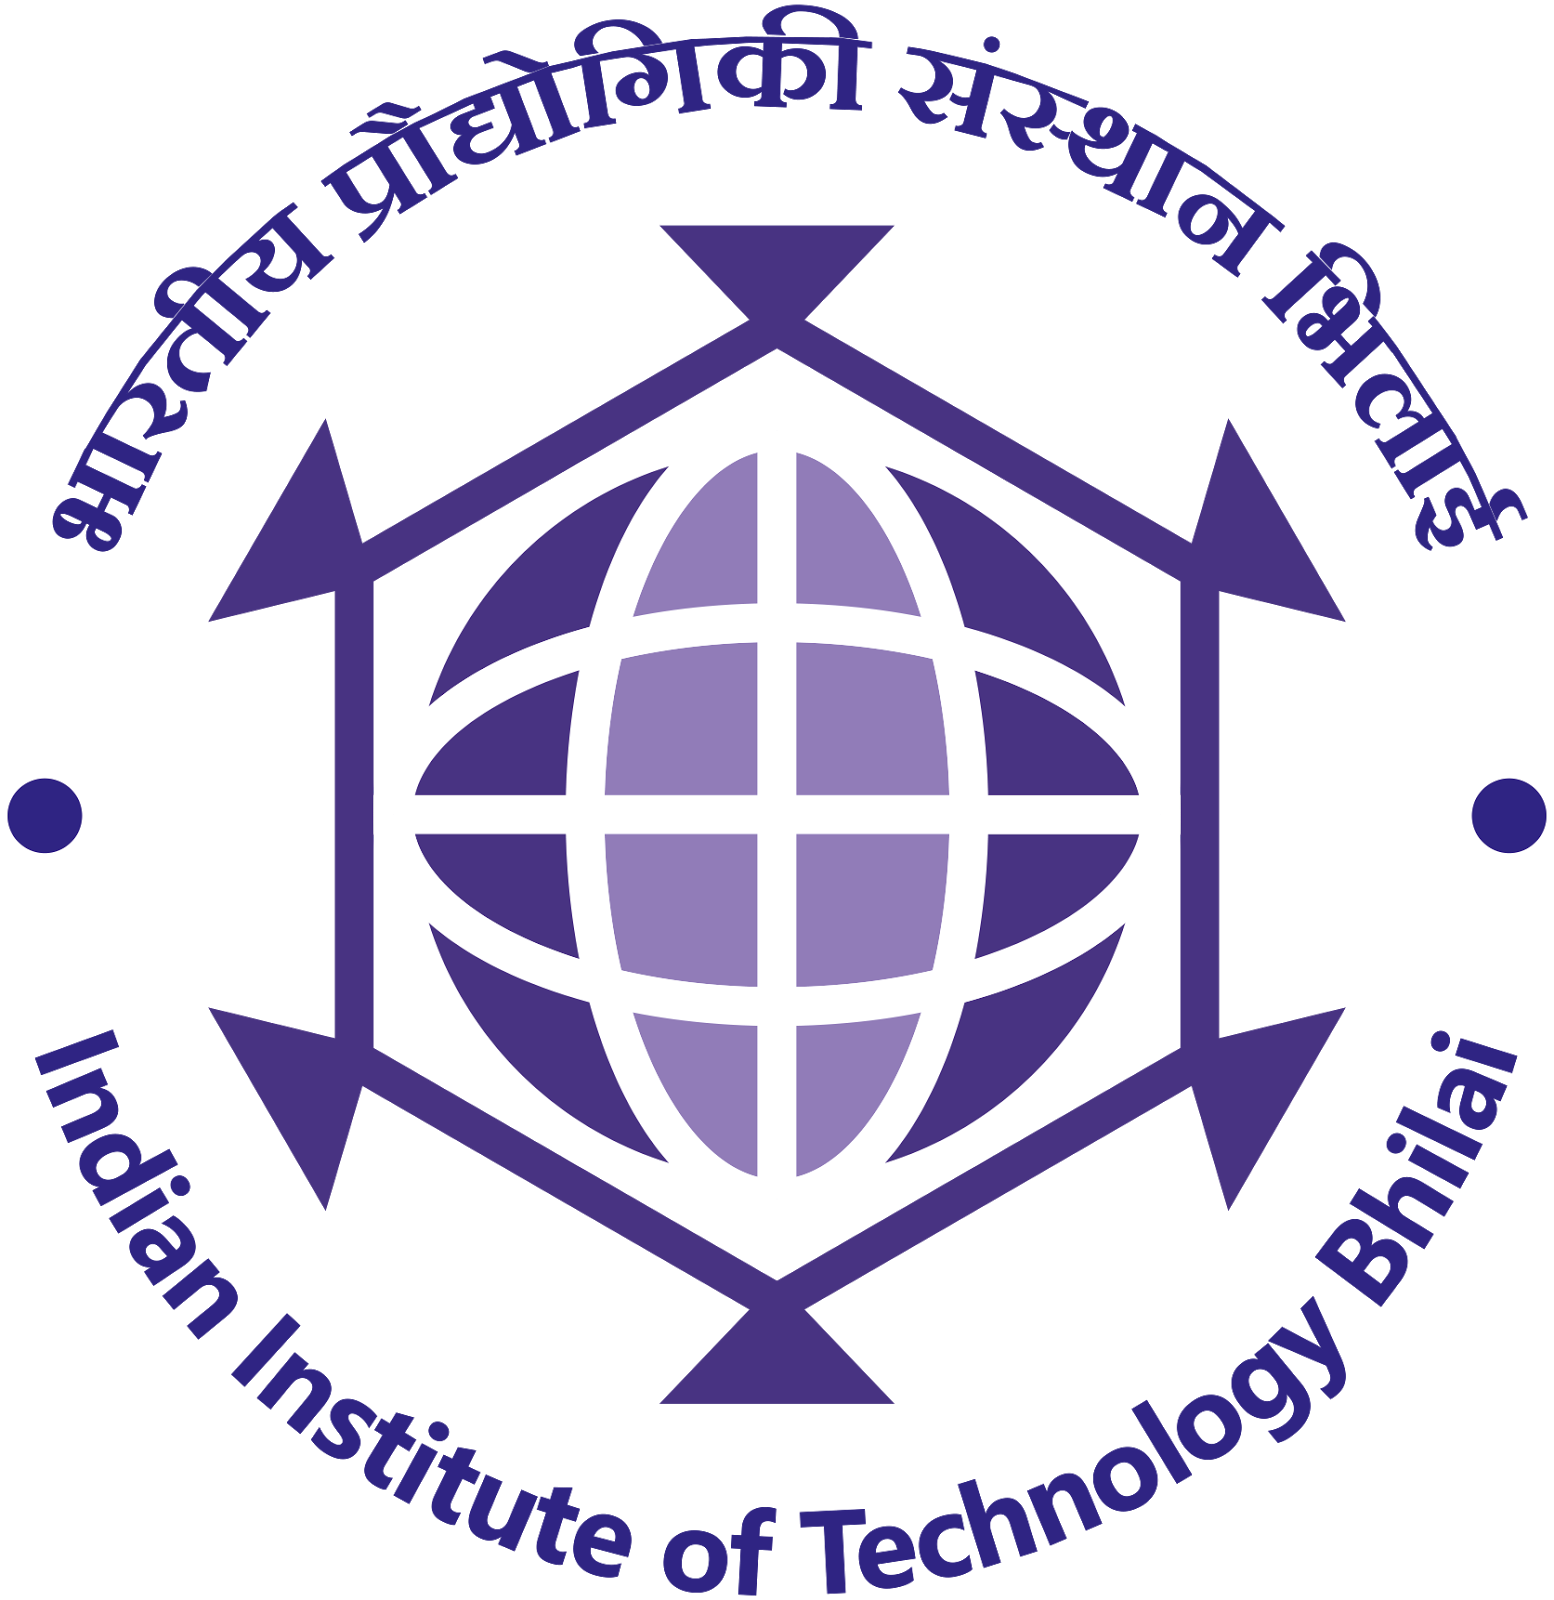 भारतीय प्रौद्योगिकी संस्थान भिलाई
Indian Institute of Technology Bhilai